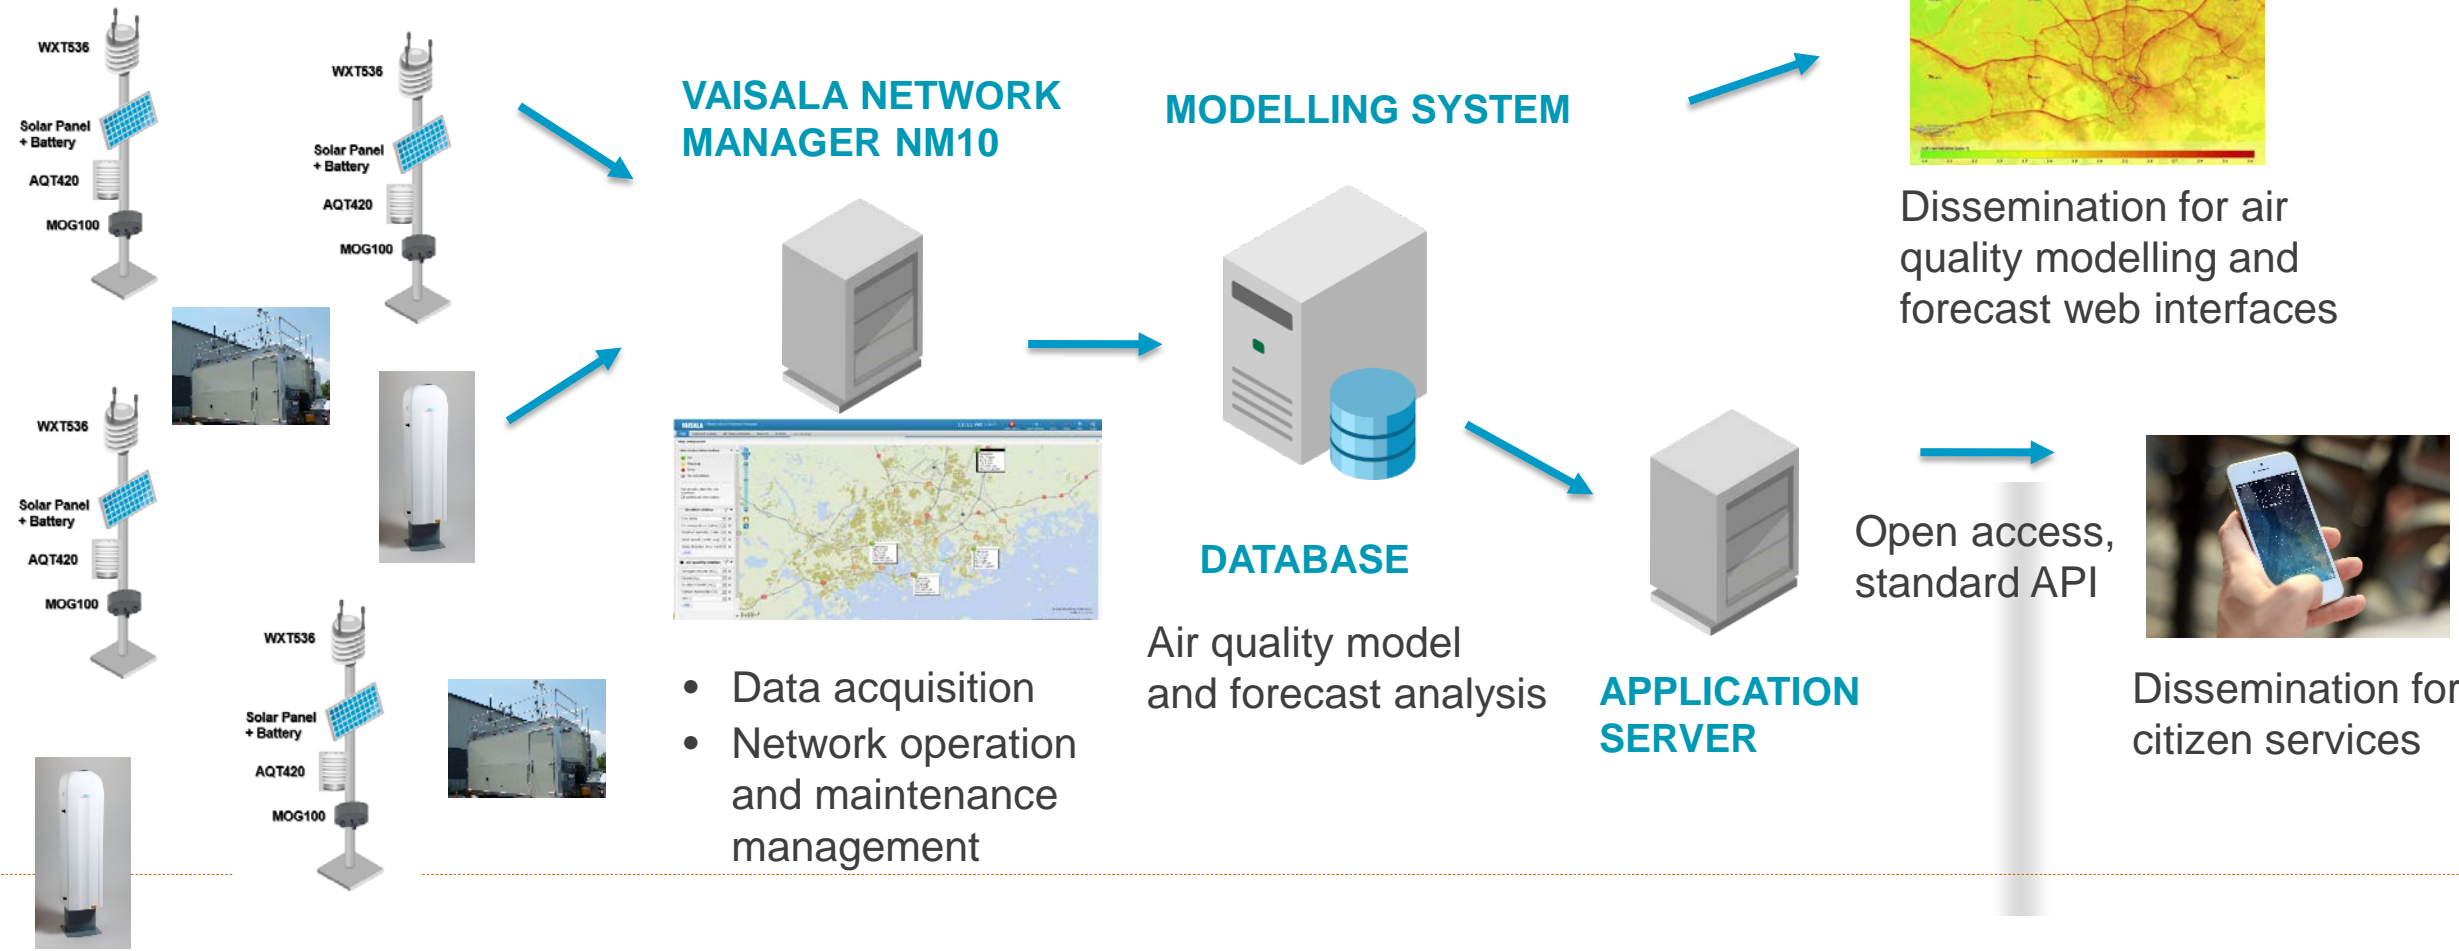 WXT536
Solar Panel
+ Battery
AQT420
MOG100
WXT536
Solar Panel
+ Battery
AQT420
MOG100
WXT536
Solar Panel
+ Battery
AQT420
MOG100
WXT536
Solar Panel
+ Battery
AQT420
MOG100
VAISALA NETWORK
MANAGER NM10
VAISALA
• Data acquisition
• Network operation
and maintenance
management
MODELLING SYSTEM
DATABASE
Air quality model
and forecast analysis
APPLICATION
SERVER
Dissemination for air
quality modelling and
forecast web interfaces
Open access,
standard API
Dissemination for
citizen services